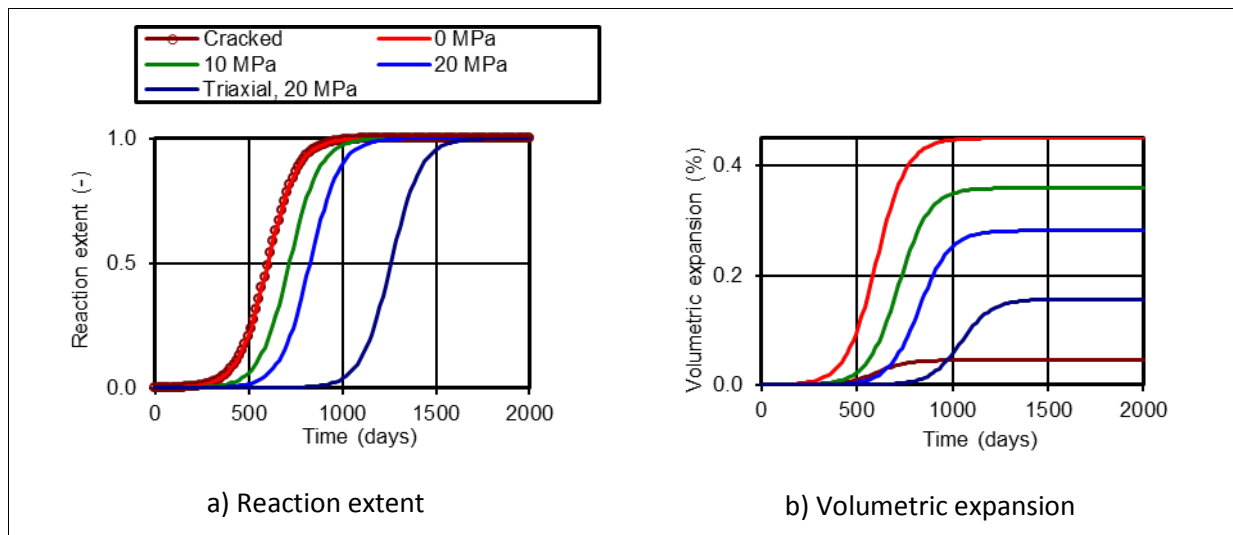 Cracked
0 MPa
10 MPa
20 MPa
Triaxial, 20 MPa
Reaction extent (-)
1.0
0.5
0.0
0
500
1000
1500
2000
Time (days)
a) Reaction extent
Volumetric expansion (%)
0.4
0.2
0.0
0
500
1000
1500
2000
Time (days)
b) Volumetric expansion